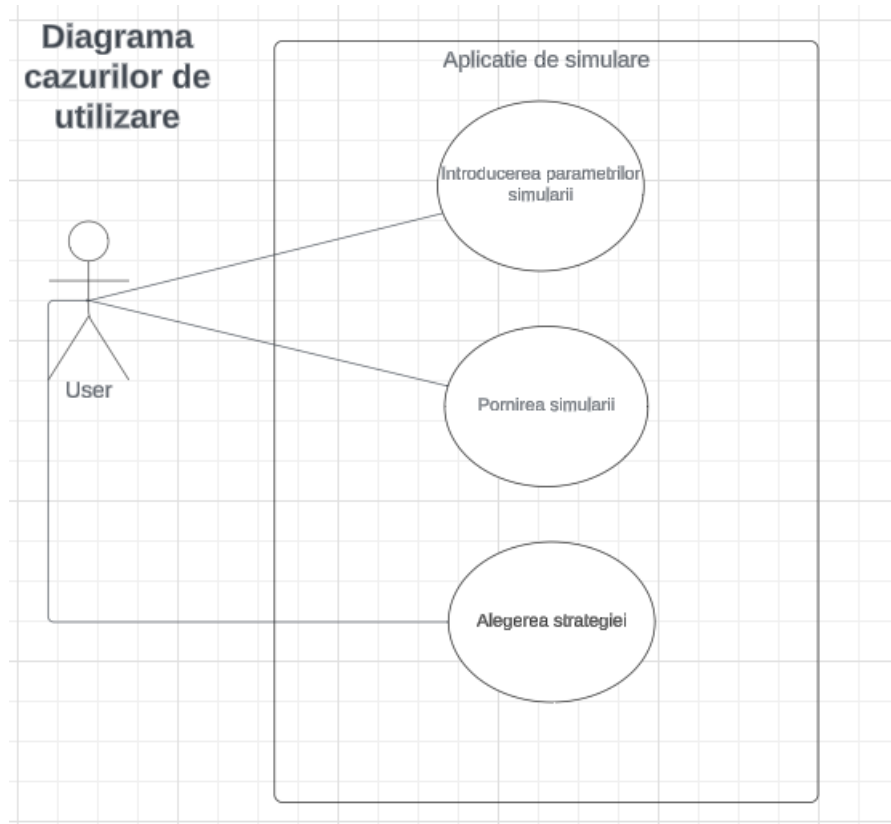 Diagrama
cazurilor de
utilizare
Aplicatie de simulare
Introducerea parametrilor
simularii
User
Pornirea simularii
Alegerea strategiei